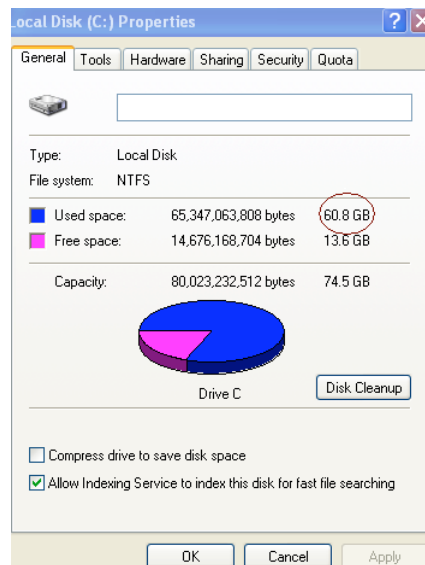 ocal Disk (C:) Properties ? X
General Tools Hardware Sharing Security Quota
Type: Local Disk
File system: NTFS
Used space: 65,347,063,808 bytes 60.8 GB
Free space: 14,676,168,704 bytes 13.6 GB
Capacity: 80,023,232,512 bytes 74.5 GB
Drive C
Disk Cleanup
Compress drive to save disk space
Allow Indexing Service to index this disk for fast file searching
OK Cancel Apply